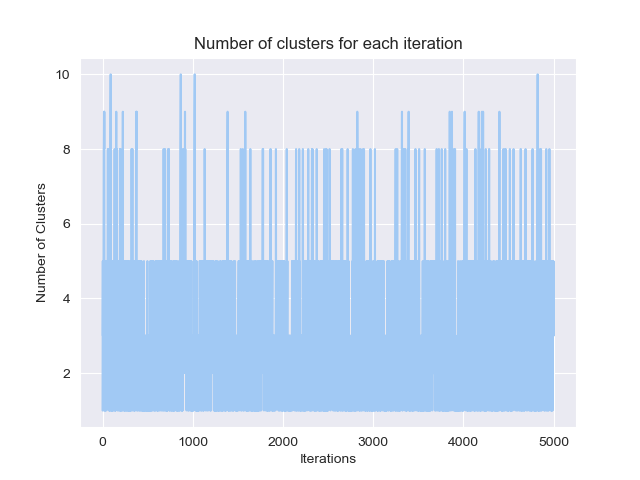 Number of clusters for each iteration
10
8
6
4
2
Number of Clusters
0 1000 2000 3000 4000 5000
Iterations